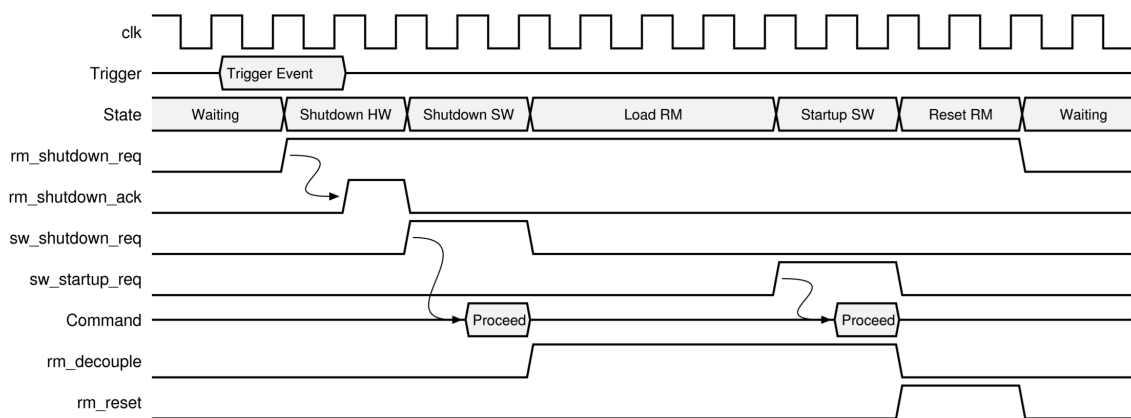 clk
Trigger Trigger Event
State Waiting Shutdown HW Shutdown SW Load RM Startup SW Reset RM Waiting
rm_shutdown_req
rm_shutdown_ack
sw_shutdown_req
sw_startup_req
Command Proceed Proceed
rm_decouple
rm_reset